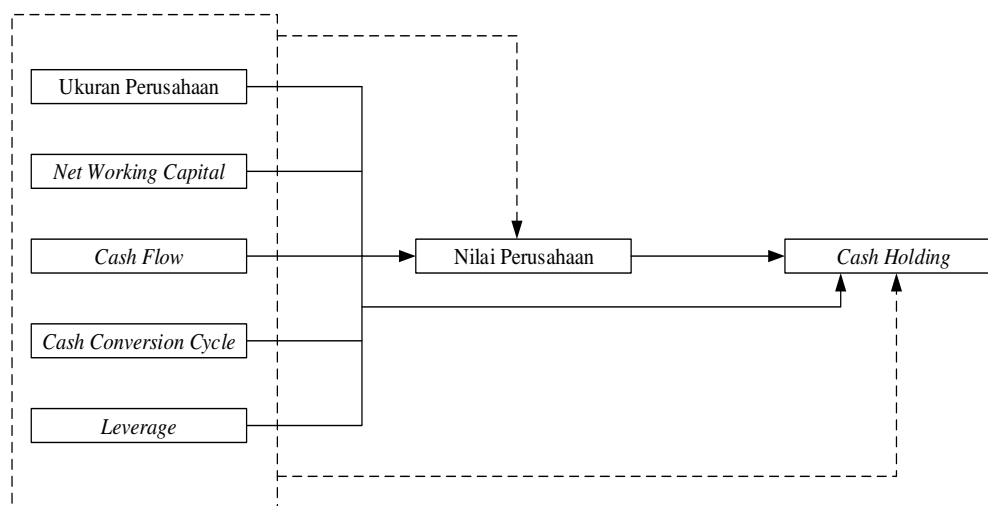 Ukuran Perusahaan
Net Working Capital
Cash Flow
Nilai Perusahaan
Cash Holding
Cash Conversion Cycle
Leverage